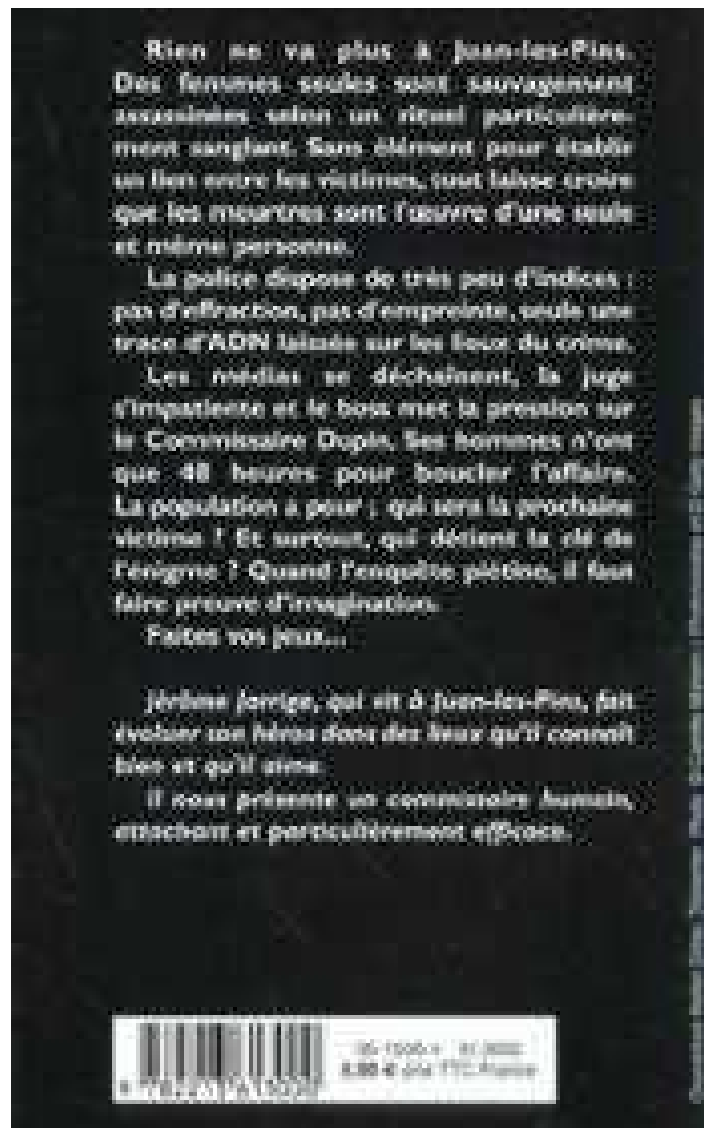 Rien ne va plus à Juan-les-Pins.
Des femmes seules sont sauvagement
assassinées selon un rituel particulière-
ment sanglant. Sans élément pour établir
un lien entre les victimes, tout laisse croire
que les meurtres sont l'œuvre d'une seule
et même personne.
La police dispose de très peu d'indices :
pas d'effraction, pas d'empreinte, seule une
trace d'ADN laissée sur les lieux du crime.
Les médias se déchaînent, la juge
s'impatiente et le boss met la pression sur
le Commissaire Dupin. Ses hommes n'ont
que 48 heures pour boucler l'affaire.
La population a peur : qui sera la prochaine
victime ? Et surtout, qui détient la clé de
l'énigme ? Quand l'enquête piétine, il faut
faire preuve d'imagination.
Faites vos jeux...
Jérôme Jarrige, qui vit à Juan-les-Pins, fait
évoluer son héros dans des lieux qu'il connaît
bien et qu'il aime.
Il nous présente un commissaire humain,
attachant et particulièrement efficace.
prix TTC France